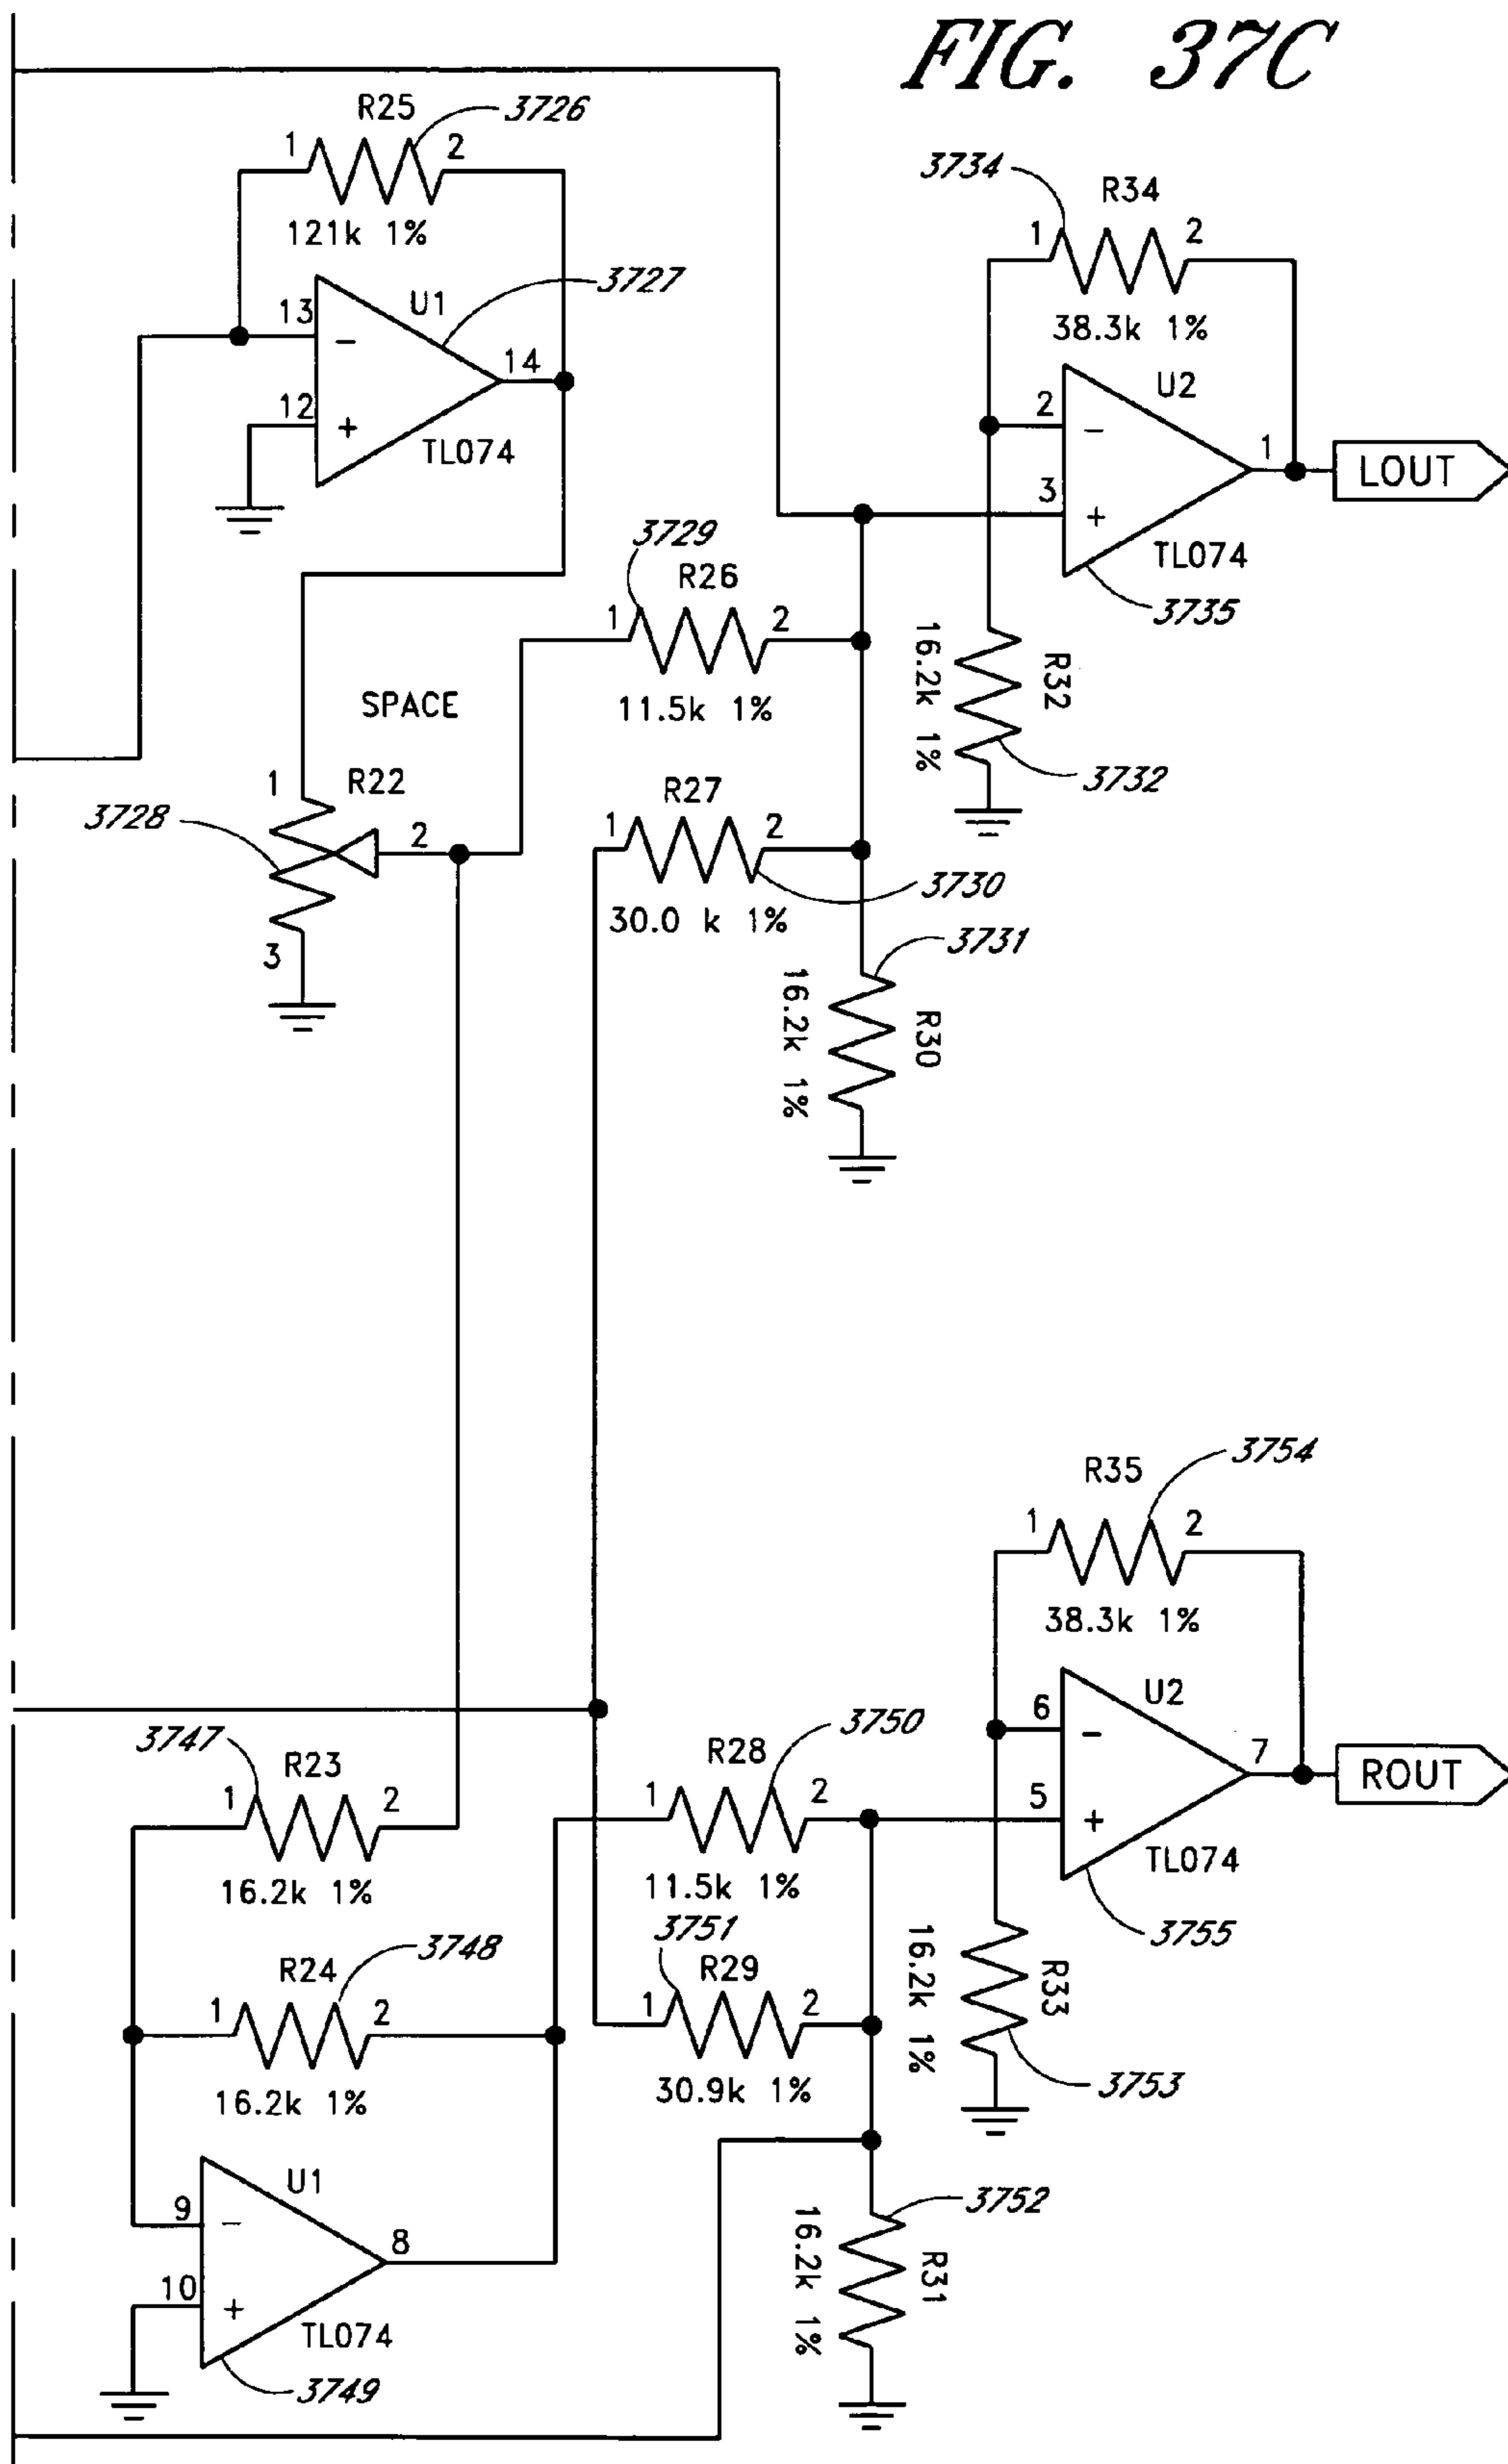 FIG. 37C
R25
3726
1
2
121k 1%
U1
3727
13
-
14
12
+
TL074
3734
R34
1
2
38.3k 1%
U2
2
-
1
LOUT
3
+
TL074
3735
3729
R26
1
2
11.5k 1%
16.2k 1%
R32
3732
SPACE
1
R22
3728
2
3
R27
1
2
3730
30.0 k 1%
3731
16.2k 1%
R30
R35
3754
1
2
38.3k 1%
U2
6
-
7
ROUT
5
+
TL074
3755
3747
R23
1
2
16.2k 1%
R28
3750
1
2
11.5k 1%
3751
R29
1
2
30.9k 1%
16.2k 1%
R33
3753
R24
3748
1
2
16.2k 1%
U1
9
-
8
10
+
TL074
3749
3752
16.2k 1%
R31